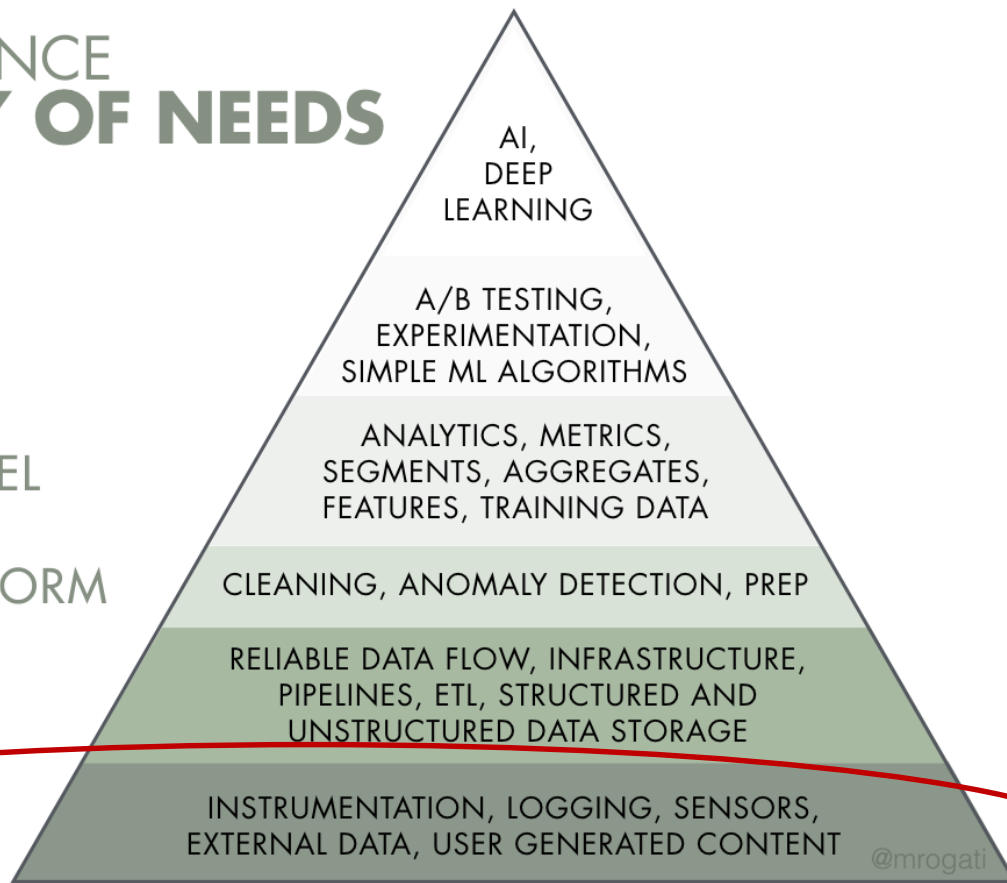 NCE
Y OF NEEDS
AI,
DEEP
LEARNING
A/B TESTING,
EXPERIMENTATION,
SIMPLE ML ALGORITHMS
ANALYTICS, METRICS,
EL
SEGMENTS, AGGREGATES,
FEATURES, TRAINING DATA
ORM
CLEANING, ANOMALY DETECTION, PREP
RELIABLE DATA FLOW, INFRASTRUCTURE,
PIPELINES, ETL, STRUCTURED AND
UNSTRUCTURED DATA STORAGE
INSTRUMENTATION, LOGGING, SENSORS,
EXTERNAL DATA, USER GENERATED CONTENT
@mrogati